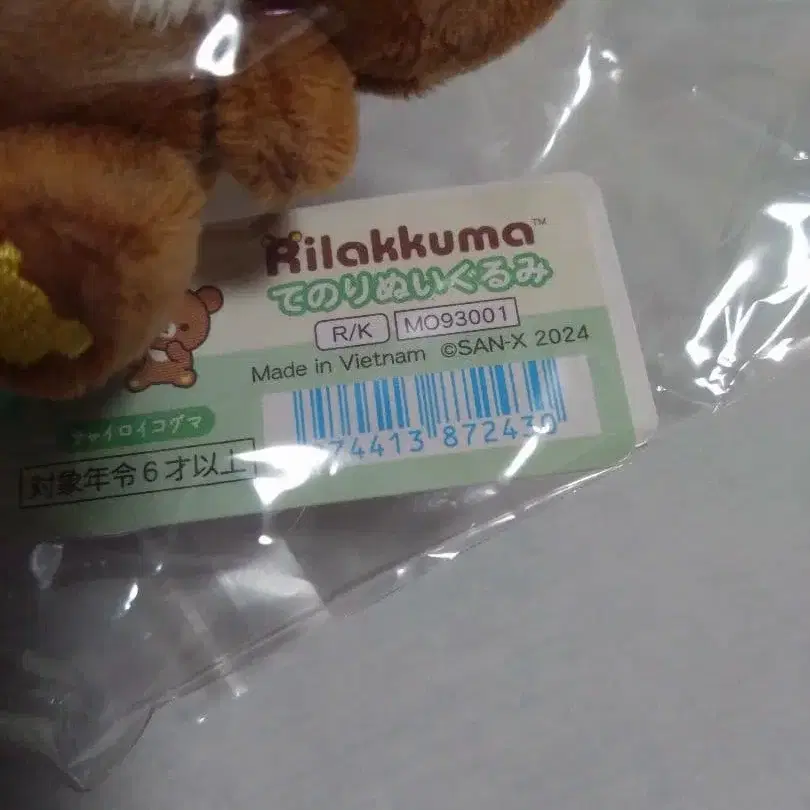 Rilakkuma™
てのりぬいぐるみ
R/K MO93001
Made in Vietnam ©SAN-X 2024
74413 872430
チャイロイコグマ
対象年令6才以上